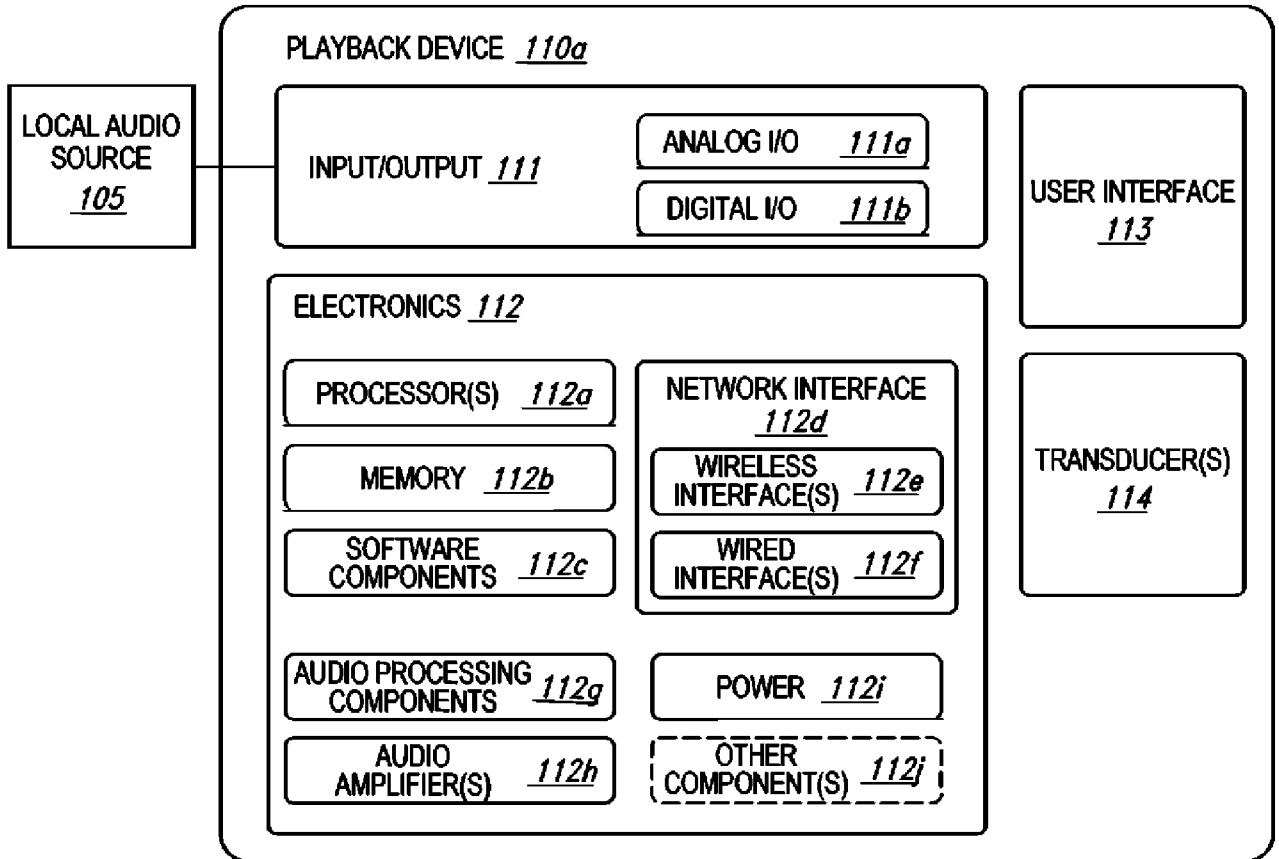 PLAYBACK DEVICE 110a
LOCAL AUDIO
SOURCE
105
INPUT/OUTPUT 111
ANALOG I/O 111a
DIGITAL I/O 111b
USER INTERFACE
113
ELECTRONICS 112
PROCESSOR(S) 112a
MEMORY 112b
SOFTWARE
COMPONENTS 112c
NETWORK INTERFACE
112d
WIRELESS
INTERFACE(S) 112e
WIRED
INTERFACE(S) 112f
TRANSDUCER(S)
114
AUDIO PROCESSING
COMPONENTS 112g
AUDIO
AMPLIFIER(S) 112h
POWER 112i
OTHER
COMPONENT(S) 112j